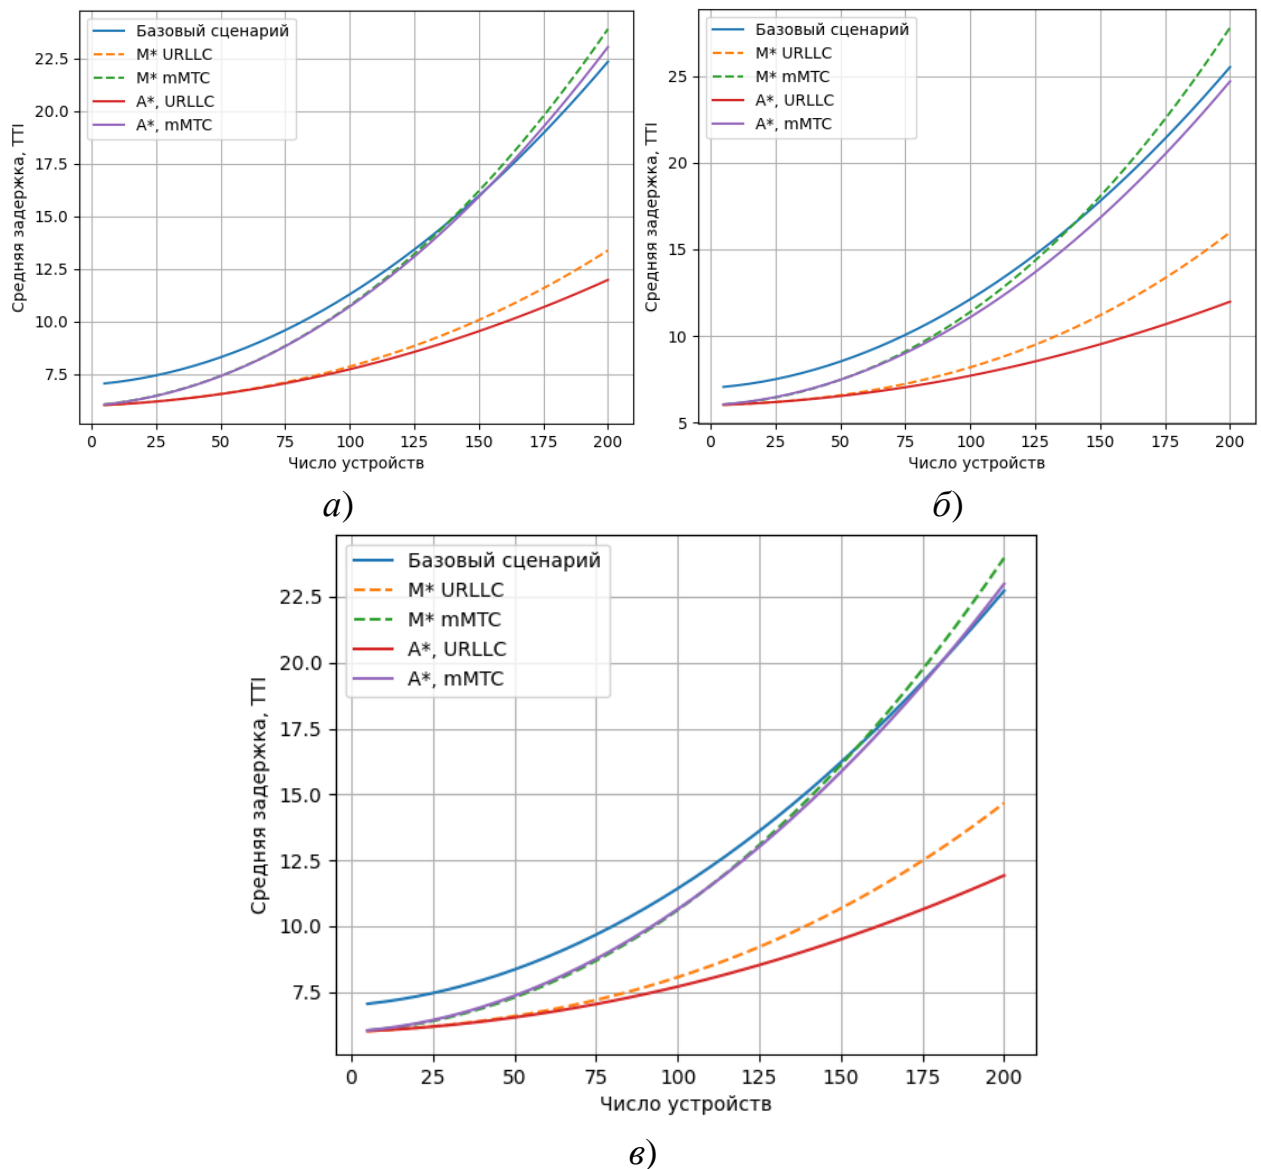 Базовый сценарий
M* URLLC
M* mMTC
A*, URLLC
A*, mMTC
Средняя задержка, TTI
22.5
20.0
17.5
15.0
12.5
10.0
7.5
0 25 50 75 100 125 150 175 200
Число устройств
а)
Базовый сценарий
M* URLLC
M* mMTC
A*, URLLC
A*, mMTC
Средняя задержка, TTI
25
20
15
10
5
0 25 50 75 100 125 150 175 200
Число устройств
б)
Базовый сценарий
M* URLLC
M* mMTC
A*, URLLC
A*, mMTC
Средняя задержка, TTI
22.5
20.0
17.5
15.0
12.5
10.0
7.5
0 25 50 75 100 125 150 175 200
Число устройств
в)